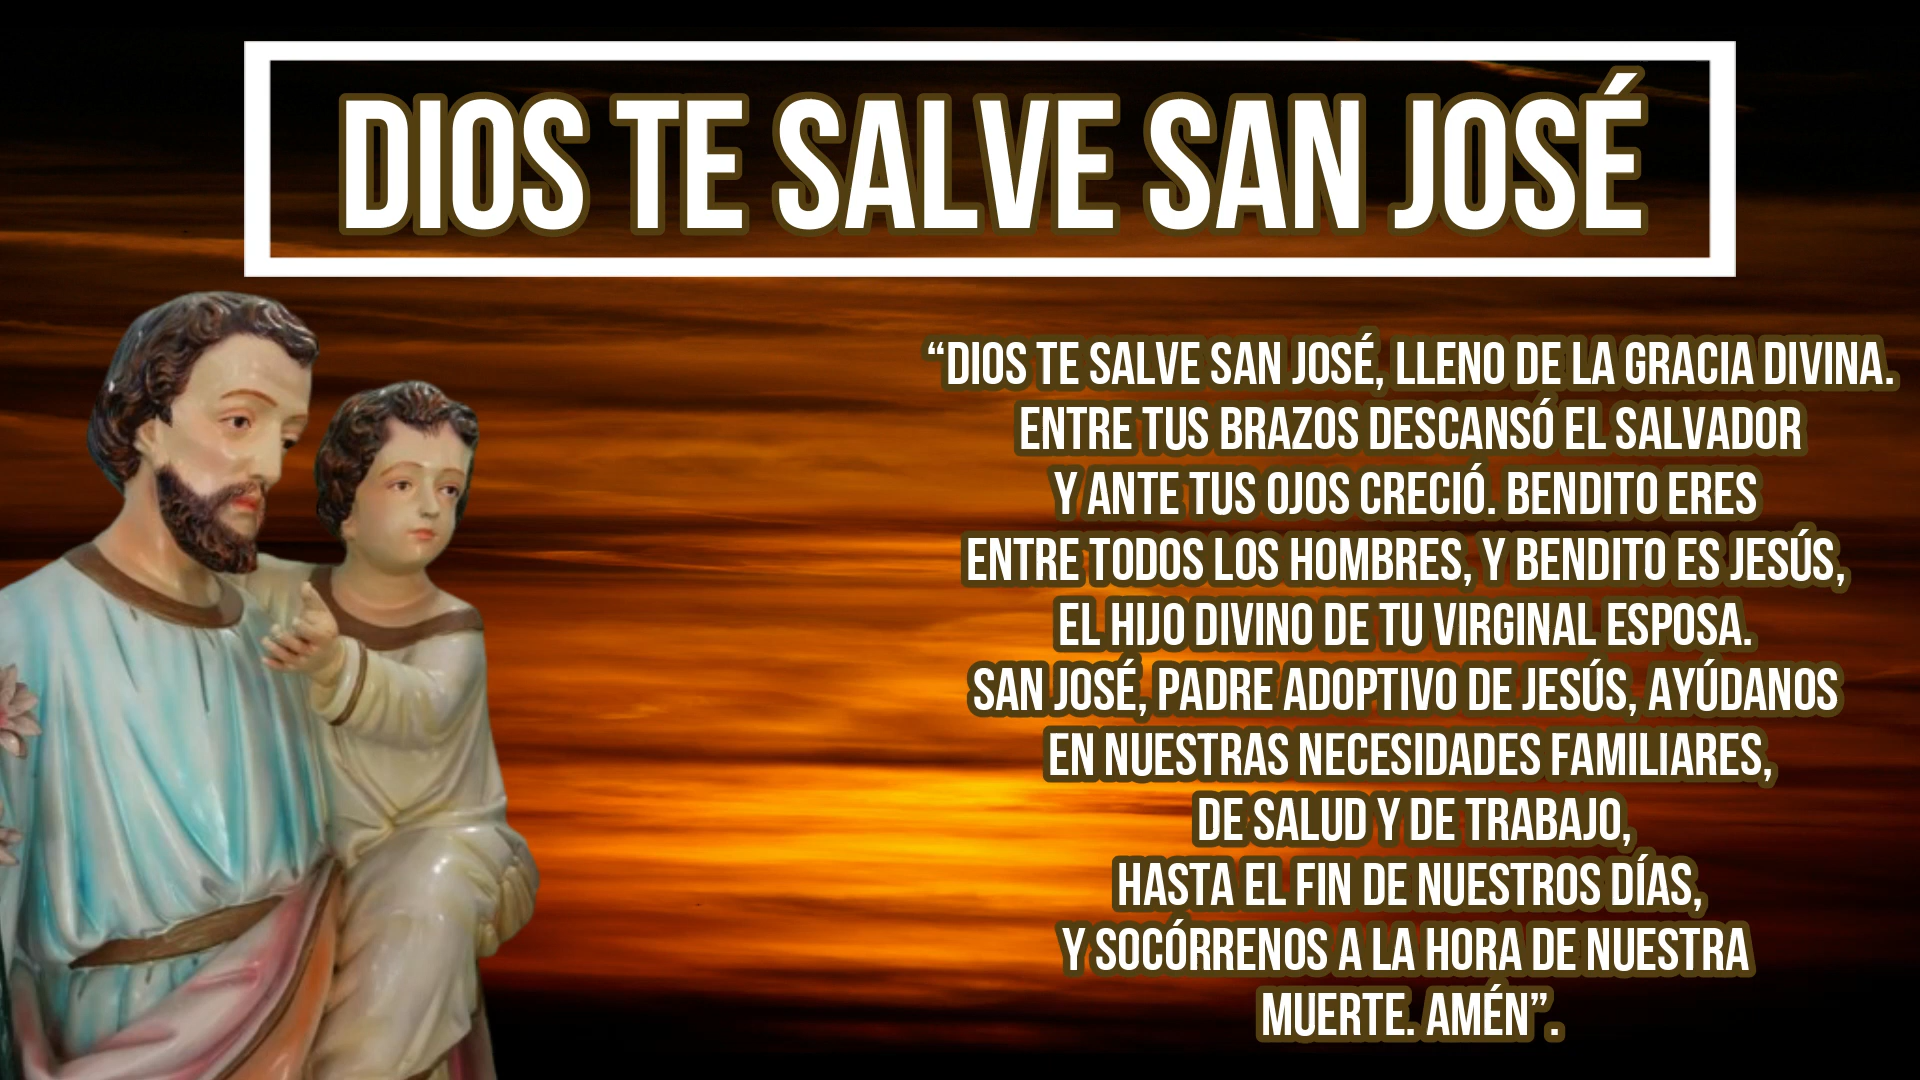 DIOS TE SALVE SAN JOSÉ
“DIOS TE SALVE SAN JOSÉ, LLENO DE LA GRACIA DIVINA.
ENTRE TUS BRAZOS DESCANSÓ EL SALVADOR
Y ANTE TUS OJOS CRECIÓ. BENDITO ERES
ENTRE TODOS LOS HOMBRES, Y BENDITO ES JESÚS,
EL HIJO DIVINO DE TU VIRGINAL ESPOSA.
SAN JOSÉ, PADRE ADOPTIVO DE JESÚS, AYÚDANOS
EN NUESTRAS NECESIDADES FAMILIARES,
DE SALUD Y DE TRABAJO,
HASTA EL FIN DE NUESTROS DÍAS,
Y SOCÓRRENOS A LA HORA DE NUESTRA
MUERTE. AMÉN”.